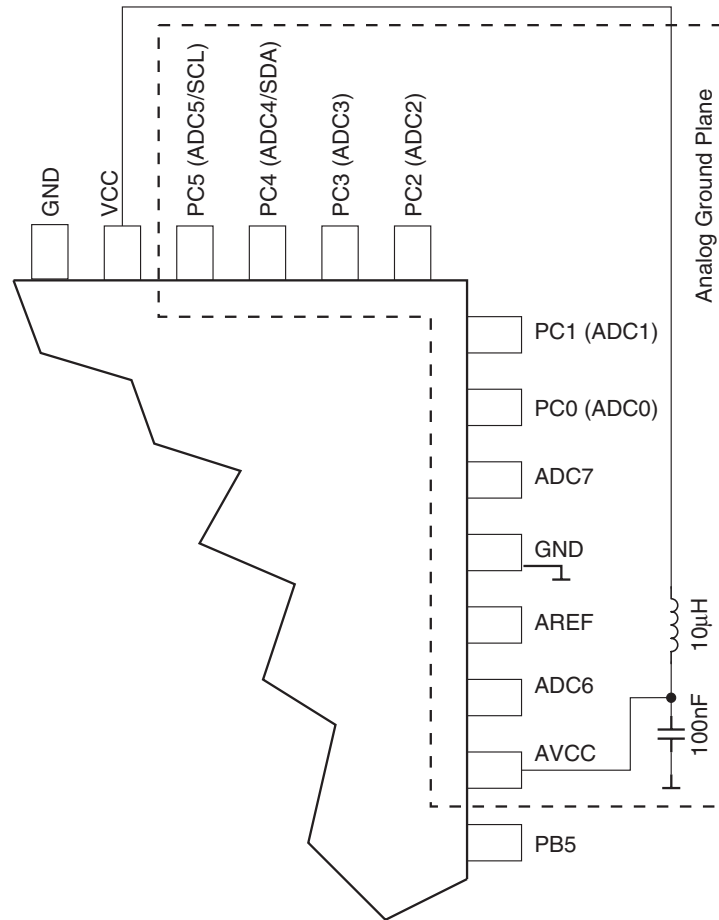 GND
VCC
PC5 (ADC5/SCL)
PC4 (ADC4/SDA)
PC3 (ADC3)
PC2 (ADC2)
Analog Ground Plane
PC1 (ADC1)
PC0 (ADC0)
ADC7
GND
AREF
10µH
ADC6
100nF
AVCC
PB5